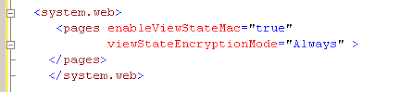 <system.web>
<pages enableViewStateMac="true"
viewStateEncryptionMode="Always" >
</pages>
</system.web>